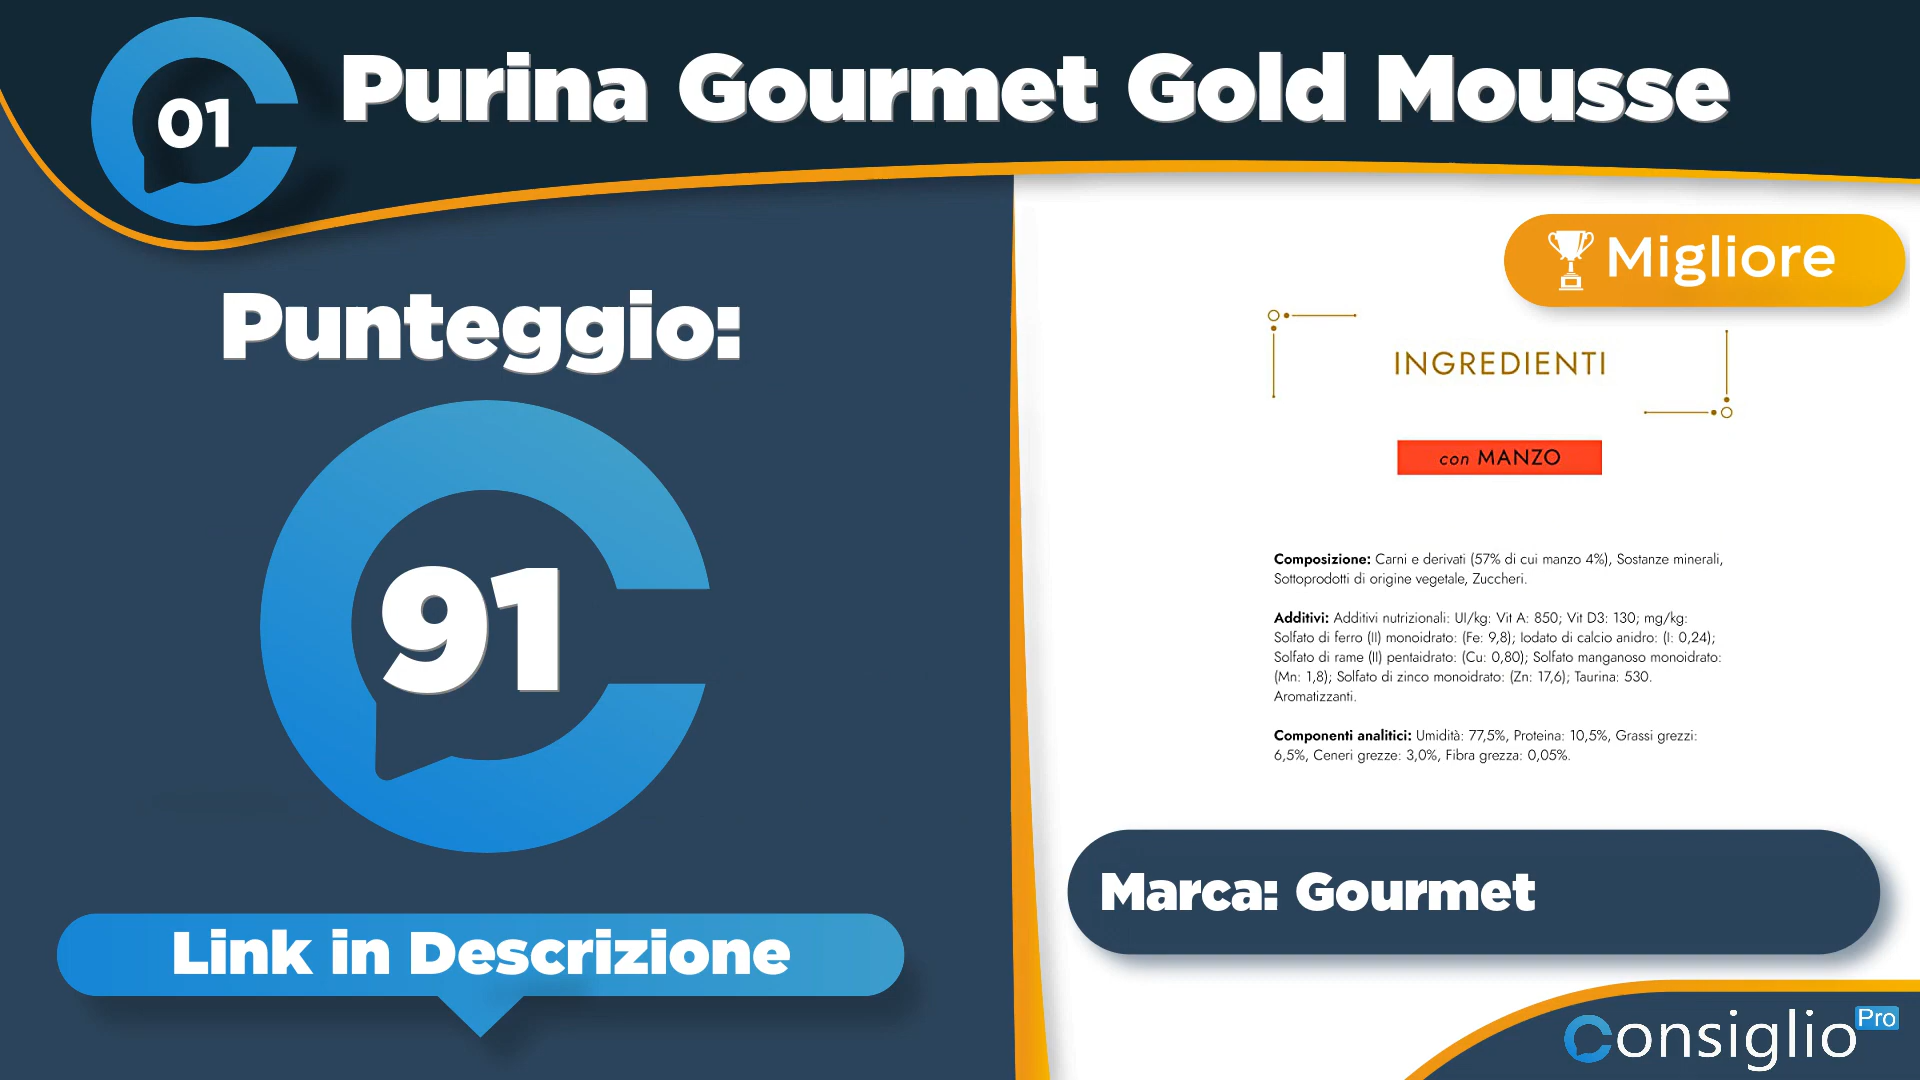 01
Purina Gourmet Gold Mousse
Punteggio:
91
Link in Descrizione
Migliore
INGREDIENTI
con MANZO
Composizione: Carni e derivati (57% di cui manzo 4%), Sostanze minerali,
Sottoprodotti di origine vegetale, Zuccheri.
Additivi: Additivi nutrizionali: UI/kg: Vit A: 850; Vit D3: 130; mg/kg:
Solfato di ferro (II) monoidrato: (Fe: 9,8); Iodato di calcio anidro: (I: 0,24);
Solfato di rame (II) pentaidrato: (Cu: 0,80); Solfato manganoso monoidrato:
(Mn: 1,8); Solfato di zinco monoidrato: (Zn: 17,6); Taurina: 530.
Aromatizzanti.
Componenti analitici: Umidità: 77,5%, Proteina: 10,5%, Grassi grezzi:
6,5%, Ceneri grezze: 3,0%, Fibra grezza: 0,05%.
Marca: Gourmet
Consiglio Pro